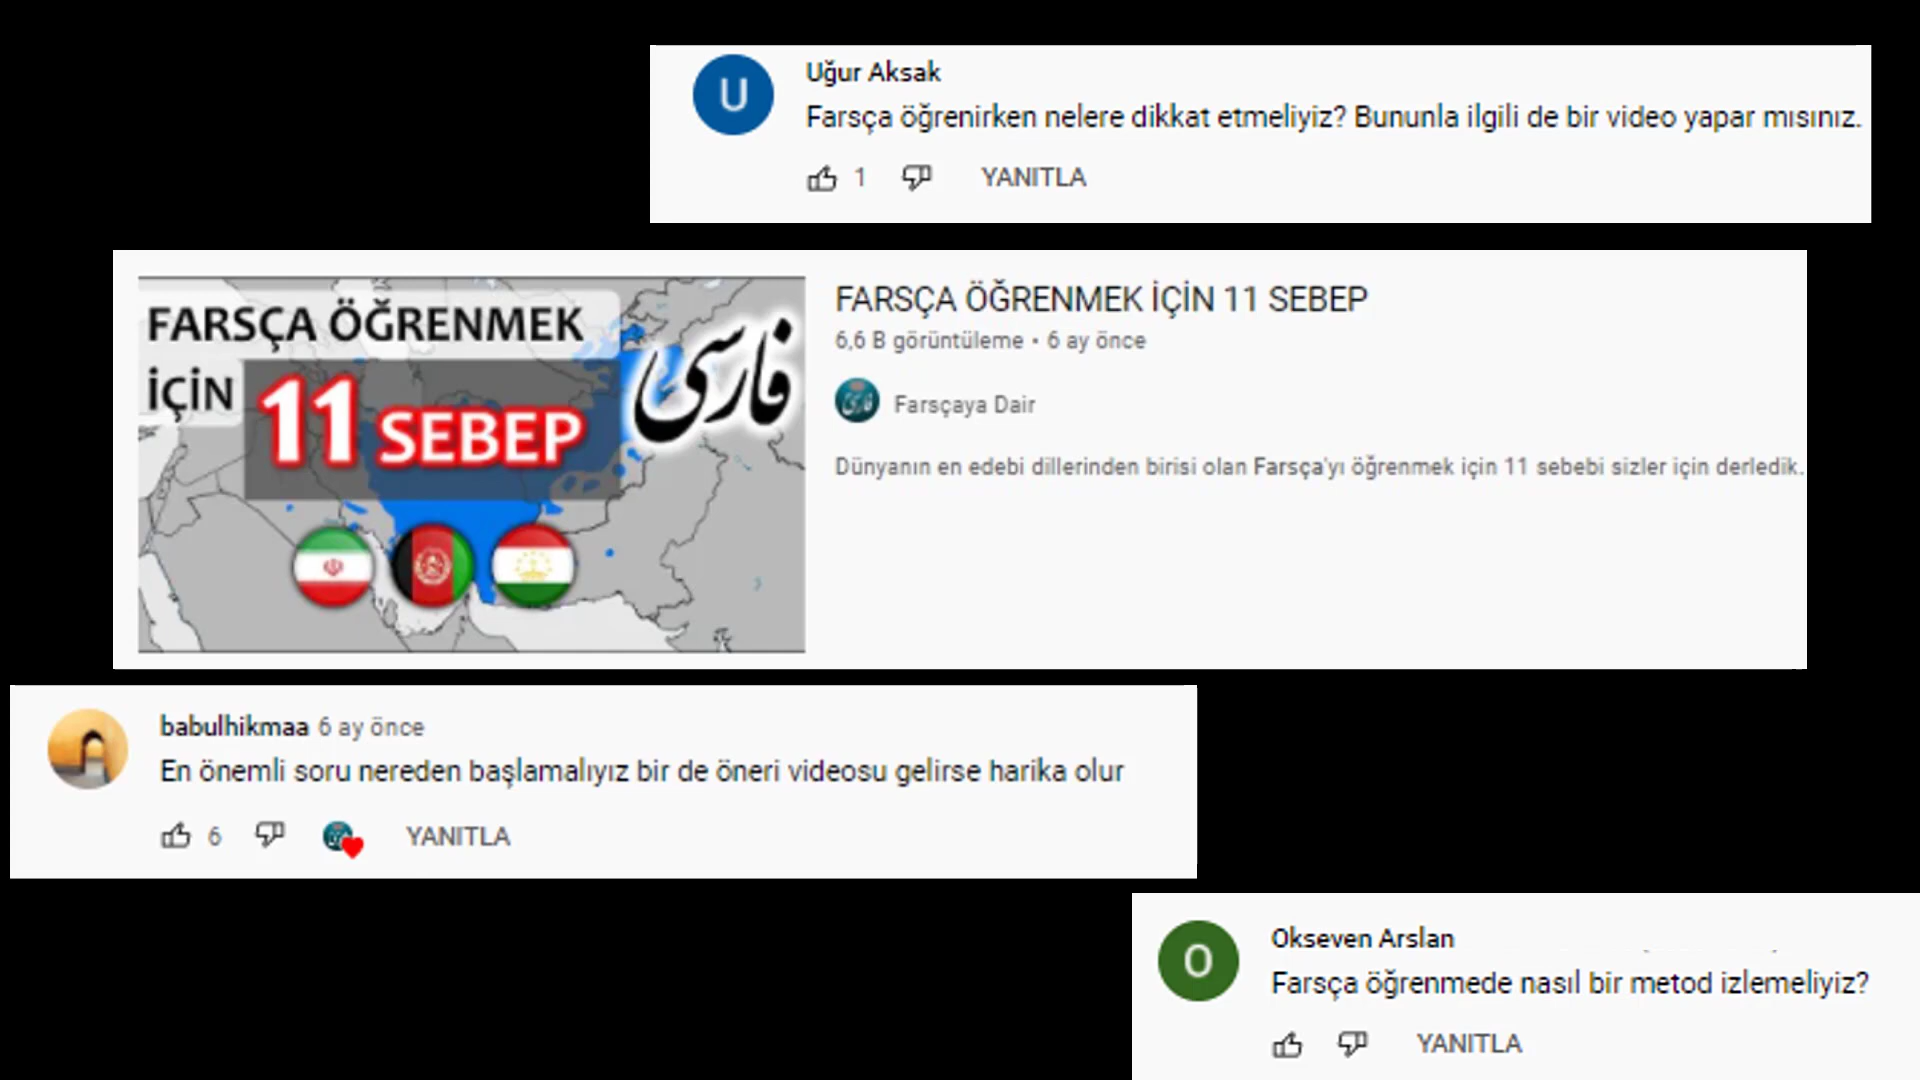 U
Uğur Aksak
Farsça öğrenirken nelere dikkat etmeliyiz? Bununla ilgili de bir video yapar mısınız.
1 YANITLA
FARSÇA ÖĞRENMEK
İÇİN 11 SEBEP
فارسی
FARSÇA ÖĞRENMEK İÇİN 11 SEBEP
6,6 B görüntüleme • 6 ay önce
Farsçaya Dair
Dünyanın en edebi dillerinden birisi olan Farsça'yı öğrenmek için 11 sebebi sizler için derledik.
babulhikmaa 6 ay önce
En önemli soru nereden başlamalıyız bir de öneri videosu gelirse harika olur
6 YANITLA
O
Okseven Arslan
Farsça öğrenmede nasıl bir metod izlemeliyiz?
YANITLA